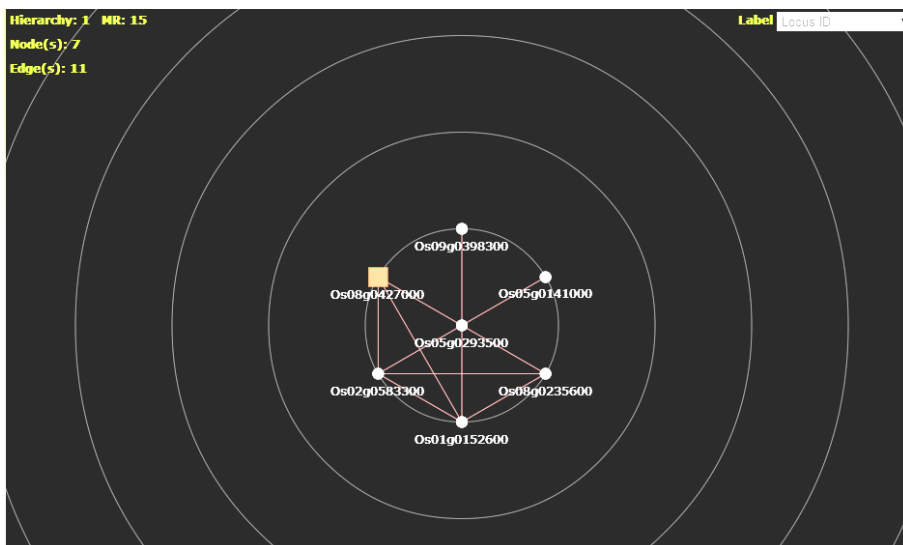 Hierarchy: 1 MR: 15
Label Locus ID
Node(s): 7
Edge(s): 11
Os09g0398300
Os08g0427000
Os05g0141000
Os05g0293500
Os02g0583300
Os08g0235600
Os01g0152600